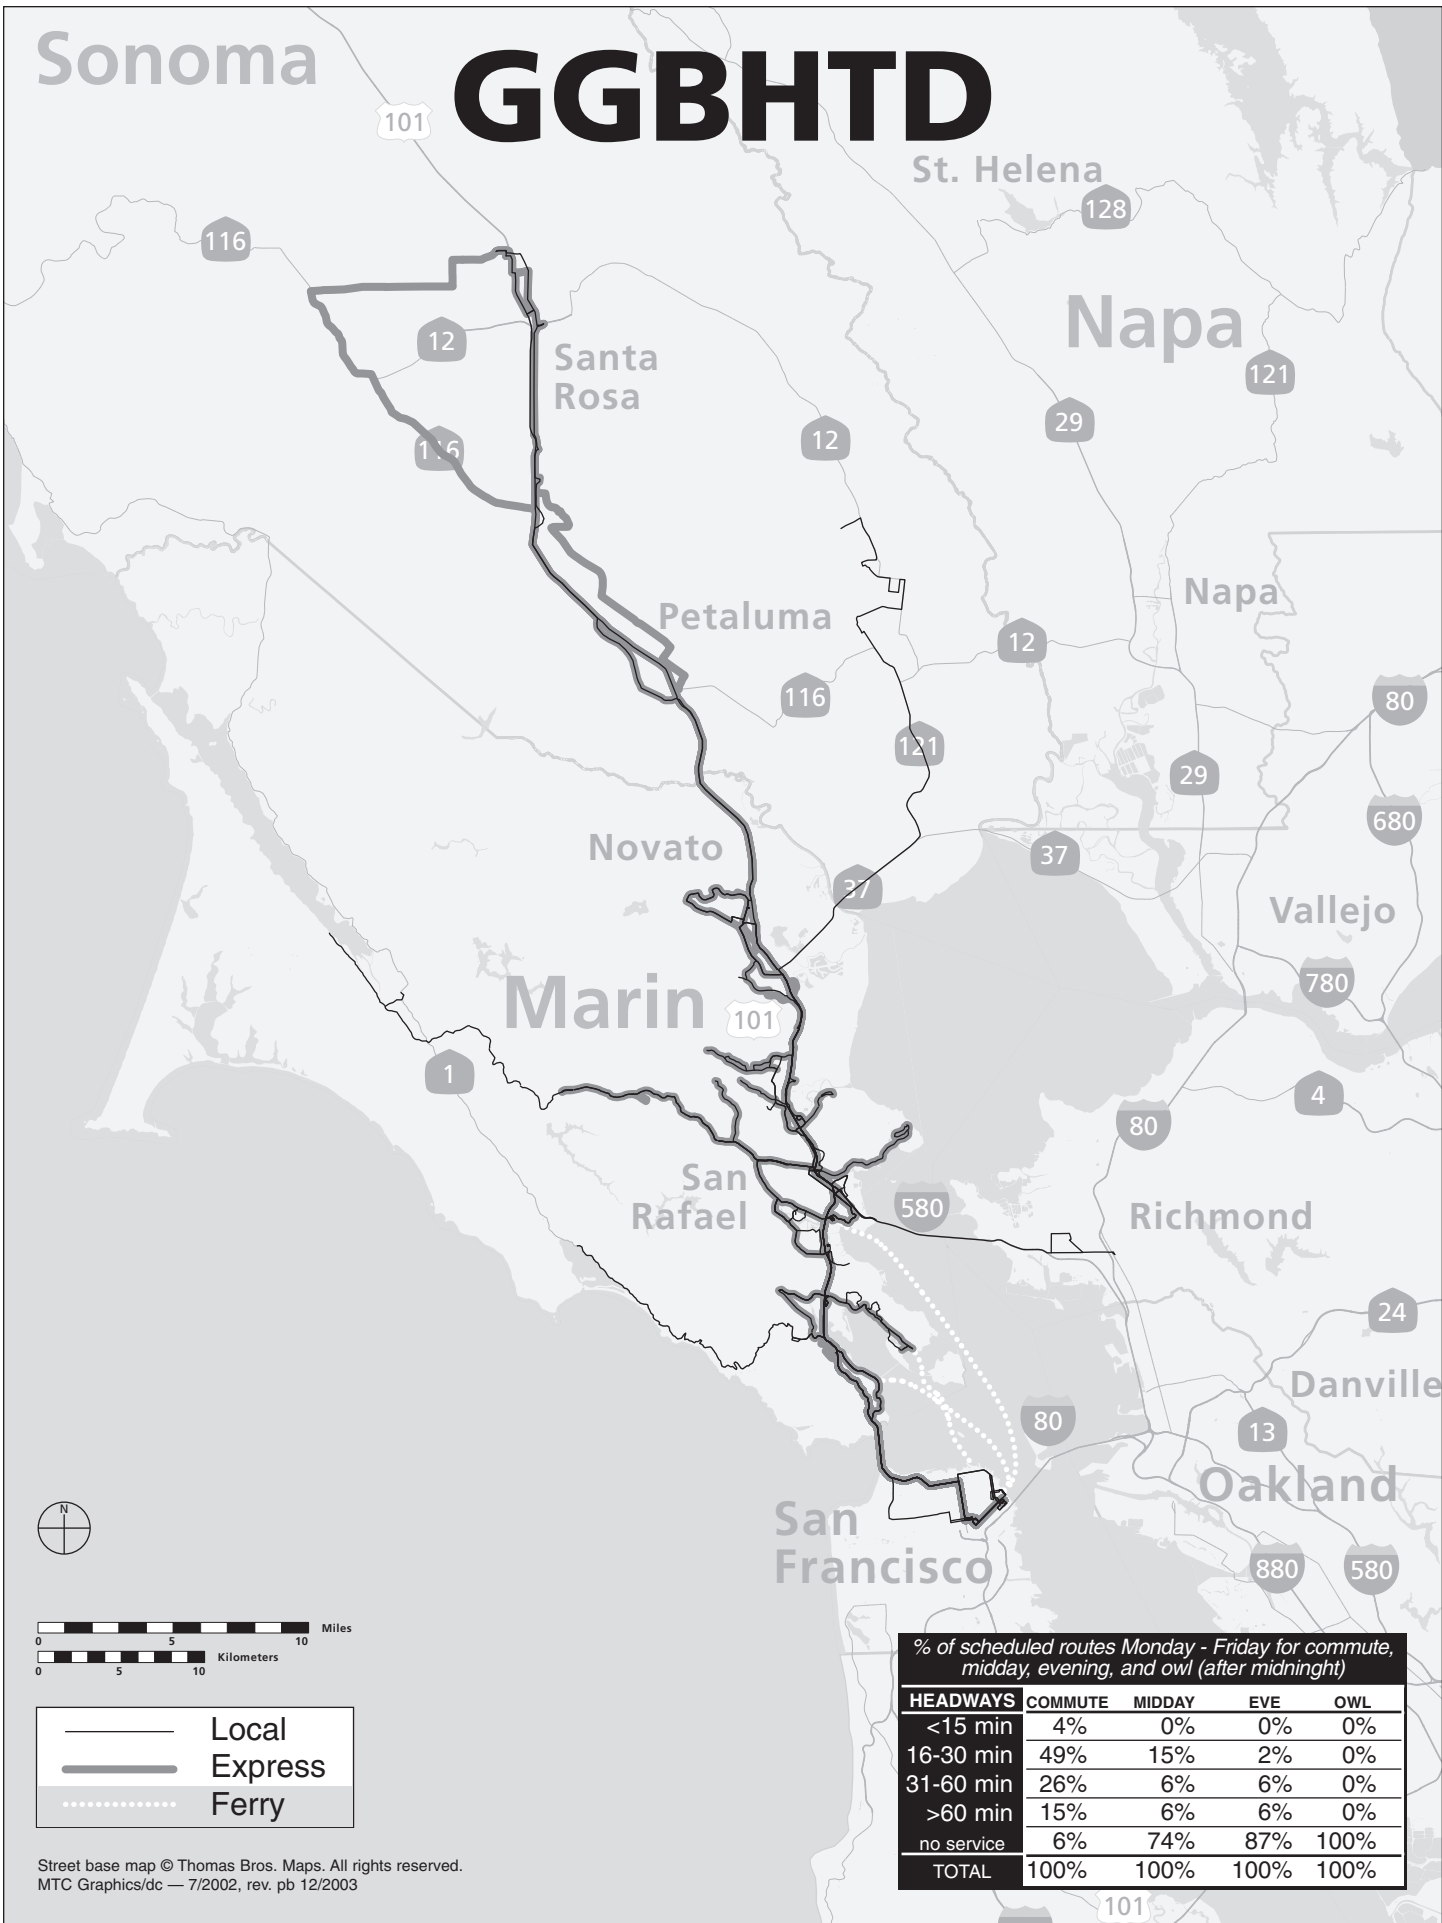 Sonoma
GGBHTD
101
St. Helena
128
116
Napa
12
Santa
Rosa
121
29
12
116
Napa
Petaluma
12
116
80
121
29
680
Novato
37
37
Vallejo
780
Marin
101
1
4
80
San
Rafael
580
Richmond
24
Danville
80
13
Oakland
San
Francisco
880
580
N
Miles
0 5 10
Kilometers
0 5 10
Local
Express
Ferry
% of scheduled routes Monday - Friday for commute,
midday, evening, and owl (after midninght)
HEADWAYS COMMUTE MIDDAY EVE OWL
<15 min 4% 0% 0% 0%
16-30 min 49% 15% 2% 0%
31-60 min 26% 6% 6% 0%
>60 min 15% 6% 6% 0%
no service 6% 74% 87% 100%
TOTAL 100% 100% 100% 100%
Street base map © Thomas Bros. Maps. All rights reserved.
MTC Graphics/dc — 7/2002, rev. pb 12/2003
101